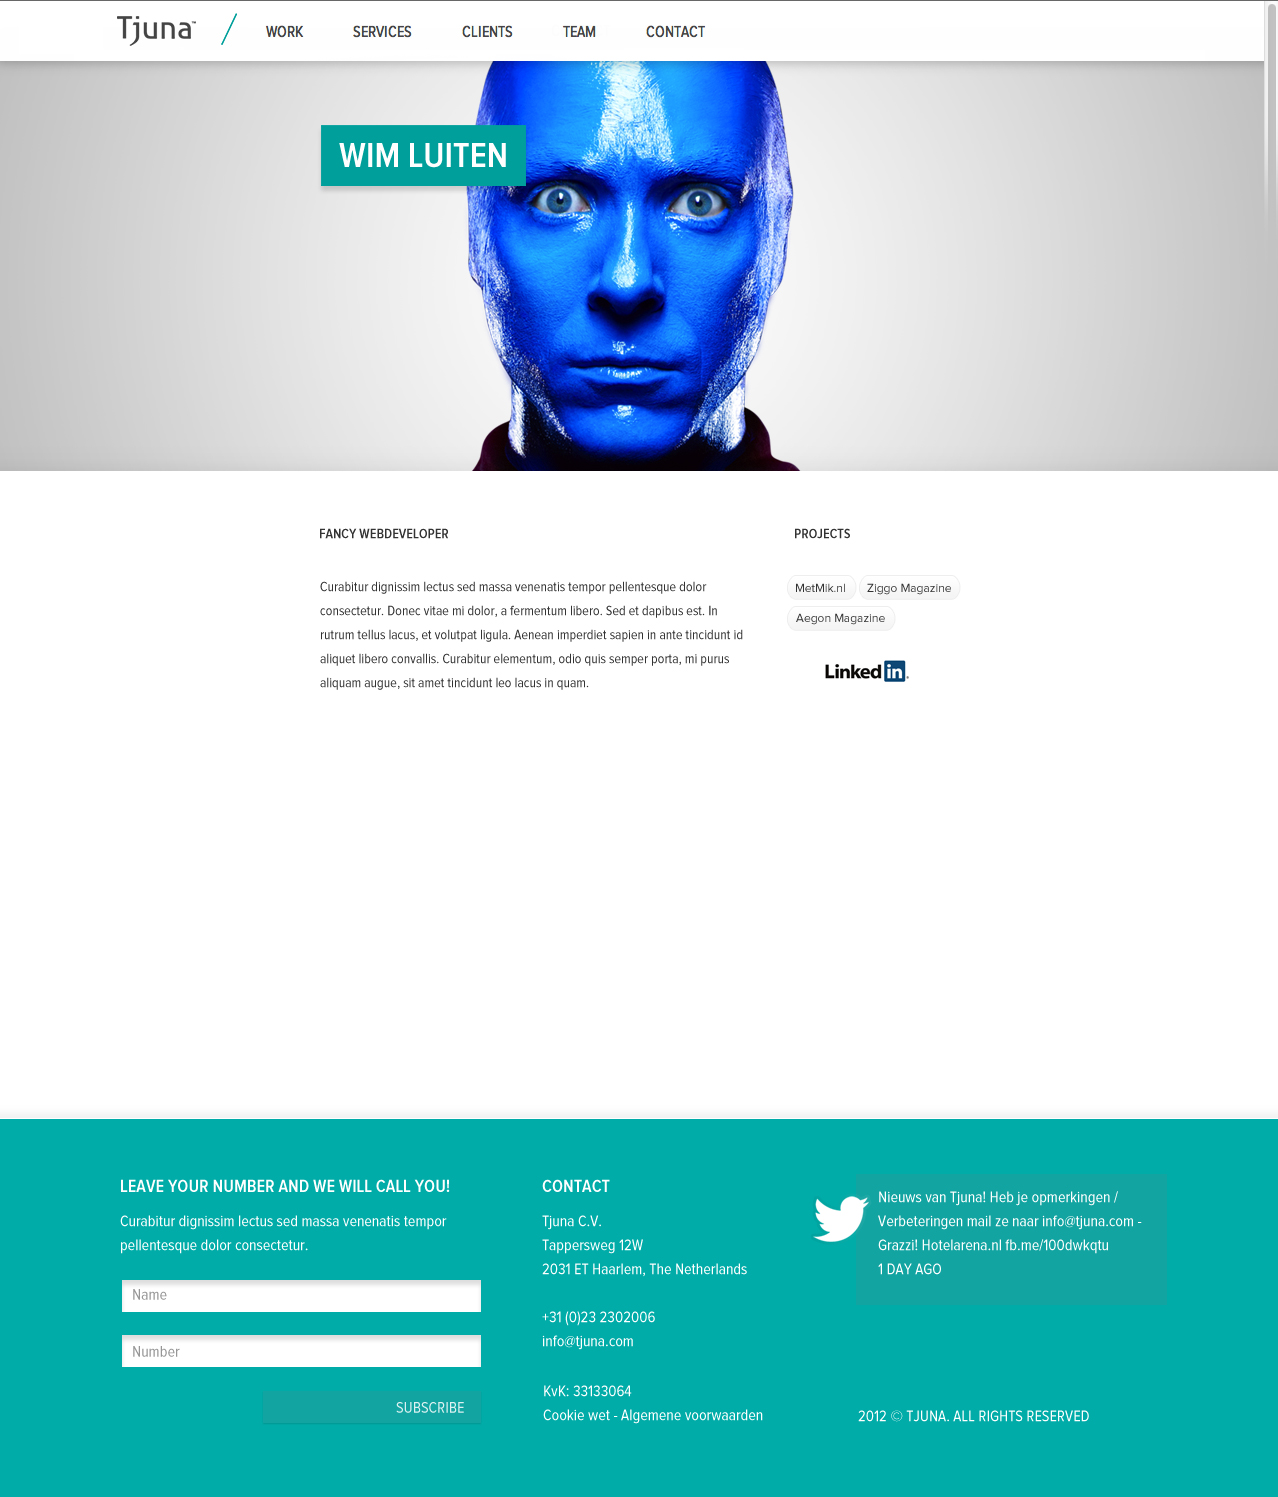 Tjuna™
WORK
SERVICES
CLIENTS
TEAM
CONTACT
WIM LUITEN
FANCY WEBDEVELOPER
Curabitur dignissim lectus sed massa venenatis tempor pellentesque dolor
consectetur. Donec vitae mi dolor, a fermentum libero. Sed et dapibus est. In
rutrum tellus lacus, et volutpat ligula. Aenean imperdiet sapien in ante tincidunt id
aliquet libero convallis. Curabitur elementum, odio quis semper porta, mi purus
aliquam augue, sit amet tincidunt leo lacus in quam.
PROJECTS
MetMik.nl
Ziggo Magazine
Aegon Magazine
Linked in
LEAVE YOUR NUMBER AND WE WILL CALL YOU!
Curabitur dignissim lectus sed massa venenatis tempor
pellentesque dolor consectetur.
Name
Number
SUBSCRIBE
CONTACT
Tjuna C.V.
Tappersweg 12W
2031 ET Haarlem, The Netherlands
+31 (0)23 2302006
info@tjuna.com
KvK: 33133064
Cookie wet - Algemene voorwaarden
Nieuws van Tjuna! Heb je opmerkingen /
Verbeteringen mail ze naar info@tjuna.com -
Grazzi! Hotelarena.nl fb.me/100dwkqtu
1 DAY AGO
2012 © TJUNA. ALL RIGHTS RESERVED